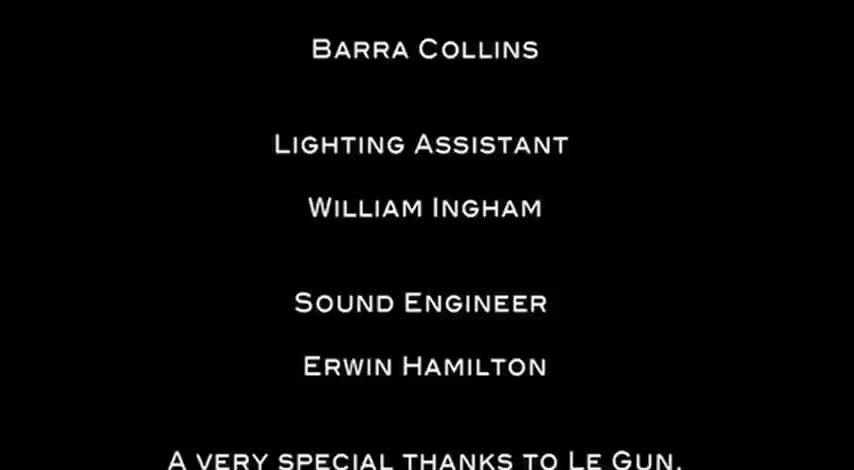 Barra Collins
Lighting Assistant
William Ingham
Sound Engineer
Erwin Hamilton
A very special thanks to Le Gun.